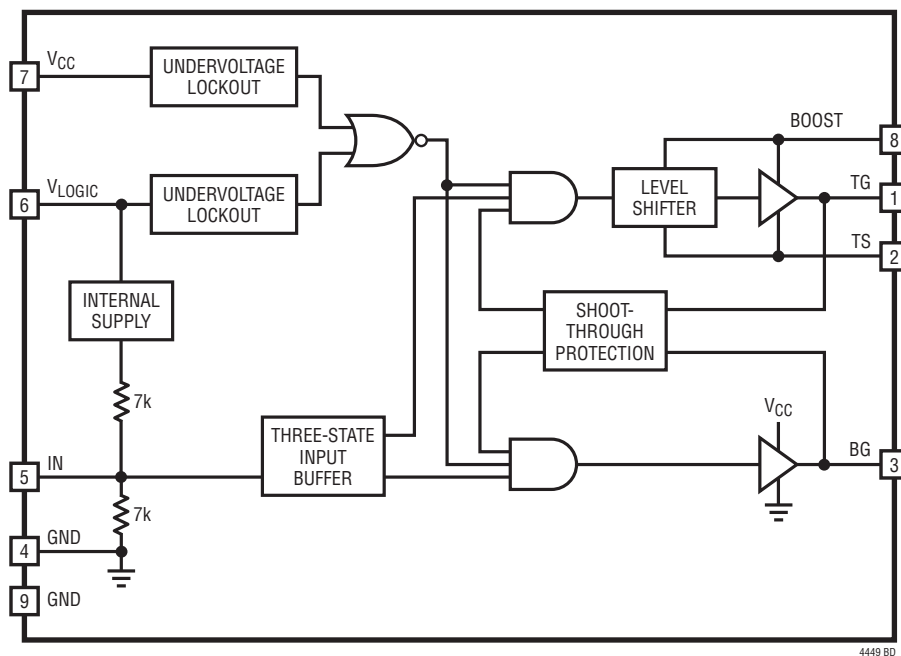 7
VCC
UNDERVOLTAGE
LOCKOUT
BOOST
8
6
VLOGIC
UNDERVOLTAGE
LOCKOUT
LEVEL
SHIFTER
TG
1
TS
2
INTERNAL
SUPPLY
SHOOT-
THROUGH
PROTECTION
7k
VCC
THREE-STATE
INPUT
BUFFER
5
IN
BG
3
7k
4
GND
9
GND
4449 BD